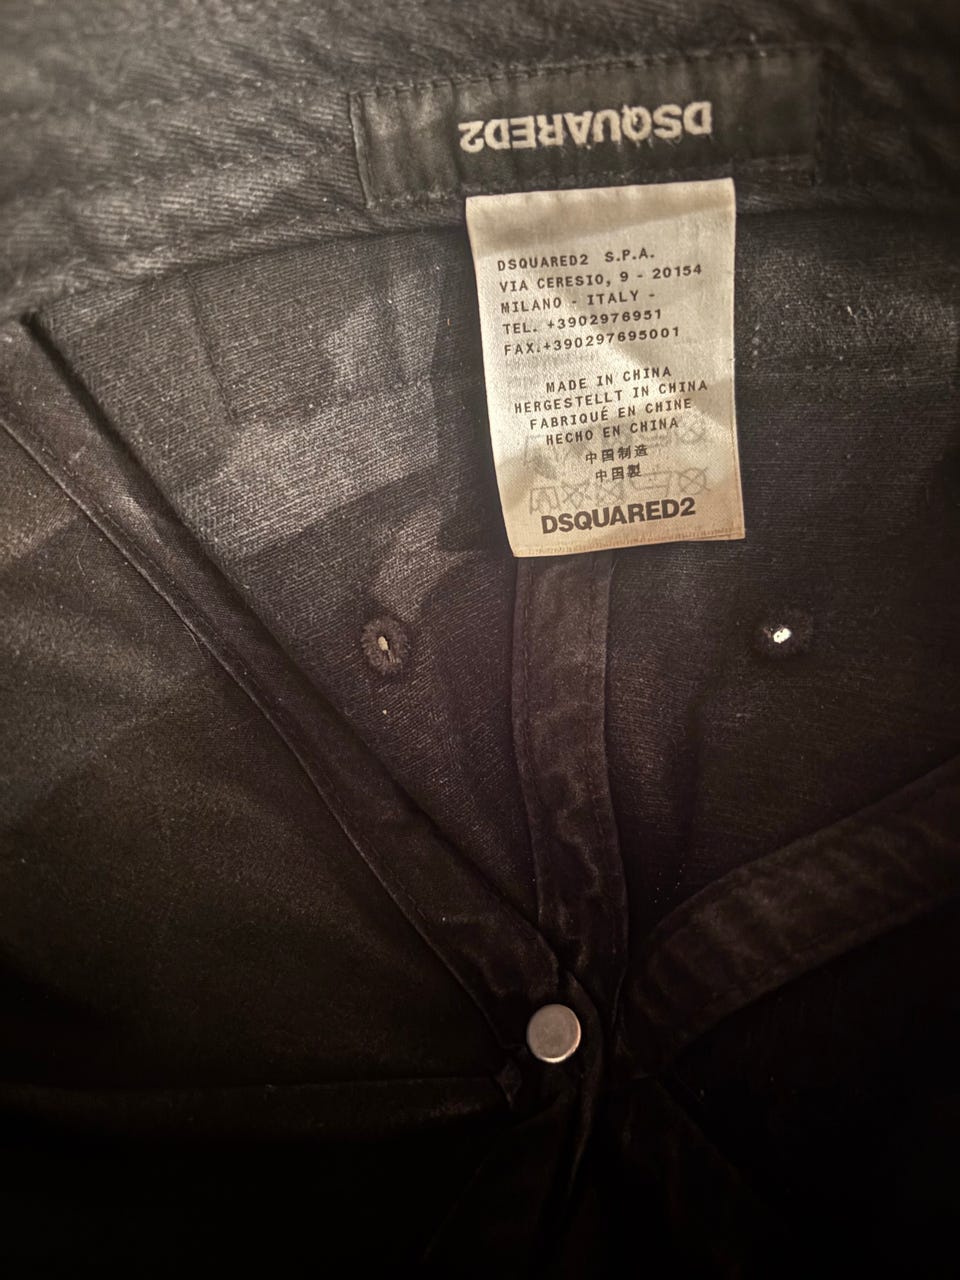 DSQUARED2
DSQUARED2 S.P.A.
VIA CERESIO, 9 - 20154
MILANO - ITALY -
TEL. +3902976951
FAX.+390297695001
MADE IN CHINA
HERGESTELLT IN CHINA
FABRIQUÉ EN CHINE
HECHO EN CHINA
中国制造
中国製
DSQUARED2